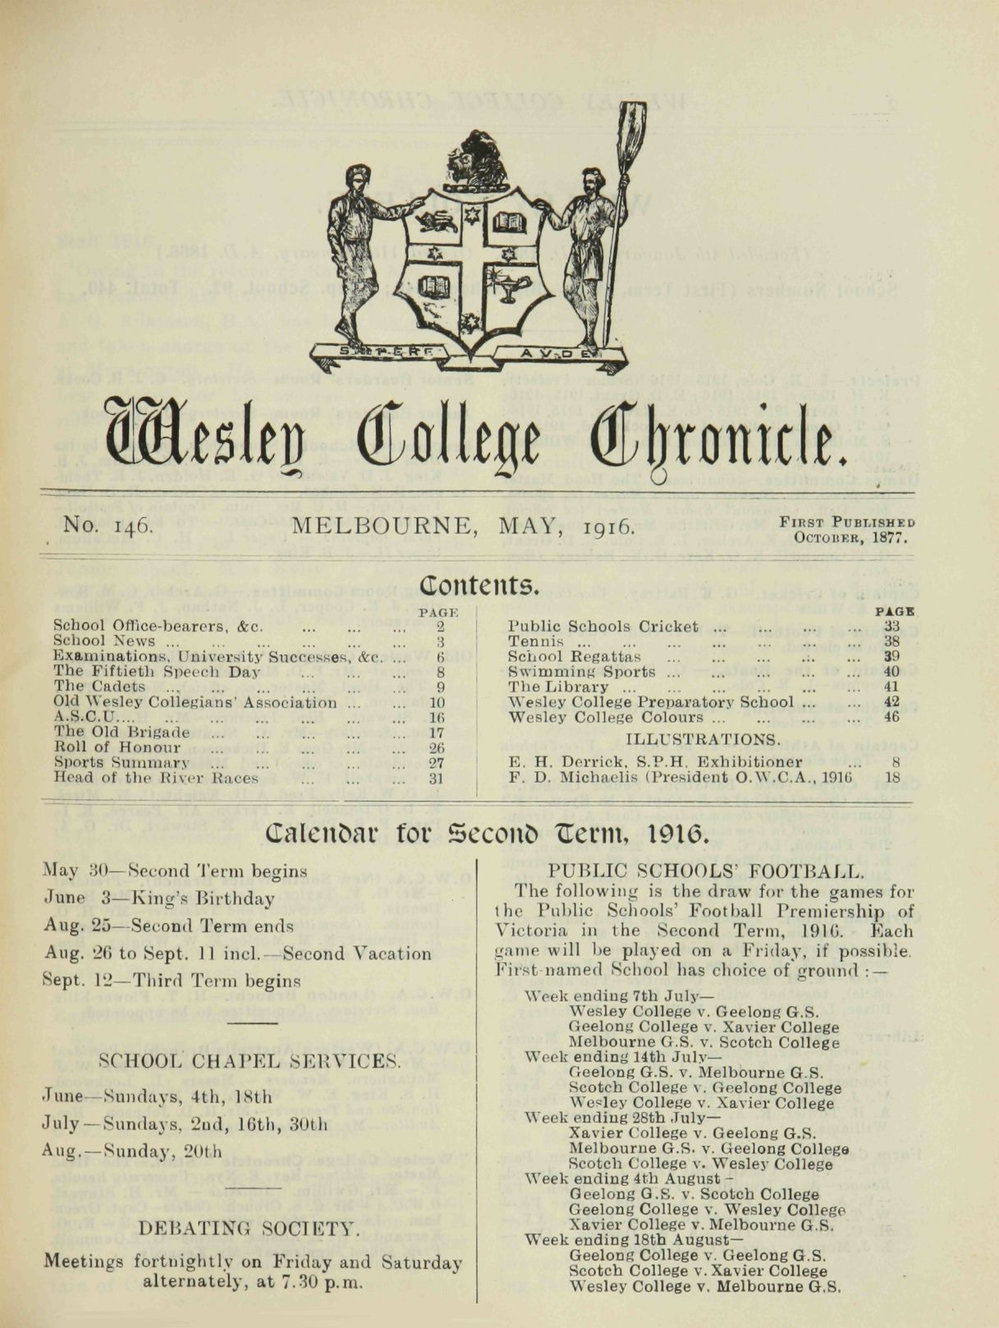 SAPERE AVDE
Wesley College Chronicle.
No. 146.
MELBOURNE, MAY, 1916.
FIRST PUBLISHED
OCTOBER, 1877.
Contents.
PAGE
School Office-bearers, &c. ... ... ... 2
School News ... ... ... ... ... ... 3
Examinations, University Successes, &c. ... 6
The Fiftieth Speech Day ... ... ... 8
The Cadets ... ... ... ... ... ... 9
Old Wesley Collegians' Association ... ... 10
A.S.C.U.... ... ... ... ... ... ... 16
The Old Brigade ... ... ... ... ... 17
Roll of Honour ... ... ... ... ... 26
Sports Summary ... ... ... ... ... 27
Head of the River Races ... ... ... 31
PAGE
Public Schools Cricket ... ... ... ... 33
Tennis ... ... ... ... ... ... ... 38
School Regattas ... ... ... ... ... 39
Swimming Sports ... ... ... ... ... 40
The Library ... ... ... ... ... ... 41
Wesley College Preparatory School ... ... 42
Wesley College Colours ... ... ... ... 46
ILLUSTRATIONS.
E. H. Derrick, S.P.H. Exhibitioner ... 8
F. D. Michaelis (President O.W.C.A., 1916 18
Calendar for Second Term, 1916.
May 30—Second Term begins
June 3—King's Birthday
Aug. 25—Second Term ends
Aug. 26 to Sept. 11 incl.—Second Vacation
Sept. 12—Third Term begins
SCHOOL CHAPEL SERVICES.
June—Sundays, 4th, 18th
July—Sundays, 2nd, 16th, 30th
Aug.—Sunday, 20th
DEBATING SOCIETY.
Meetings fortnightly on Friday and Saturday
alternately, at 7.30 p.m.
PUBLIC SCHOOLS' FOOTBALL.
The following is the draw for the games for
the Public Schools' Football Premiership of
Victoria in the Second Term, 1916. Each
game will be played on a Friday, if possible.
First-named School has choice of ground :—
Week ending 7th July—
Wesley College v. Geelong G.S.
Geelong College v. Xavier College
Melbourne G.S. v. Scotch College
Week ending 14th July—
Geelong G.S. v. Melbourne G.S.
Scotch College v. Geelong College
Wesley College v. Xavier College
Week ending 28th July—
Xavier College v. Geelong G.S.
Melbourne G.S. v. Geelong College
Scotch College v. Wesley College
Week ending 4th August—
Geelong G.S. v. Scotch College
Geelong College v. Wesley College
Xavier College v. Melbourne G.S.
Week ending 18th August—
Geelong College v. Geelong G.S.
Scotch College v. Xavier College
Wesley College v. Melbourne G.S.